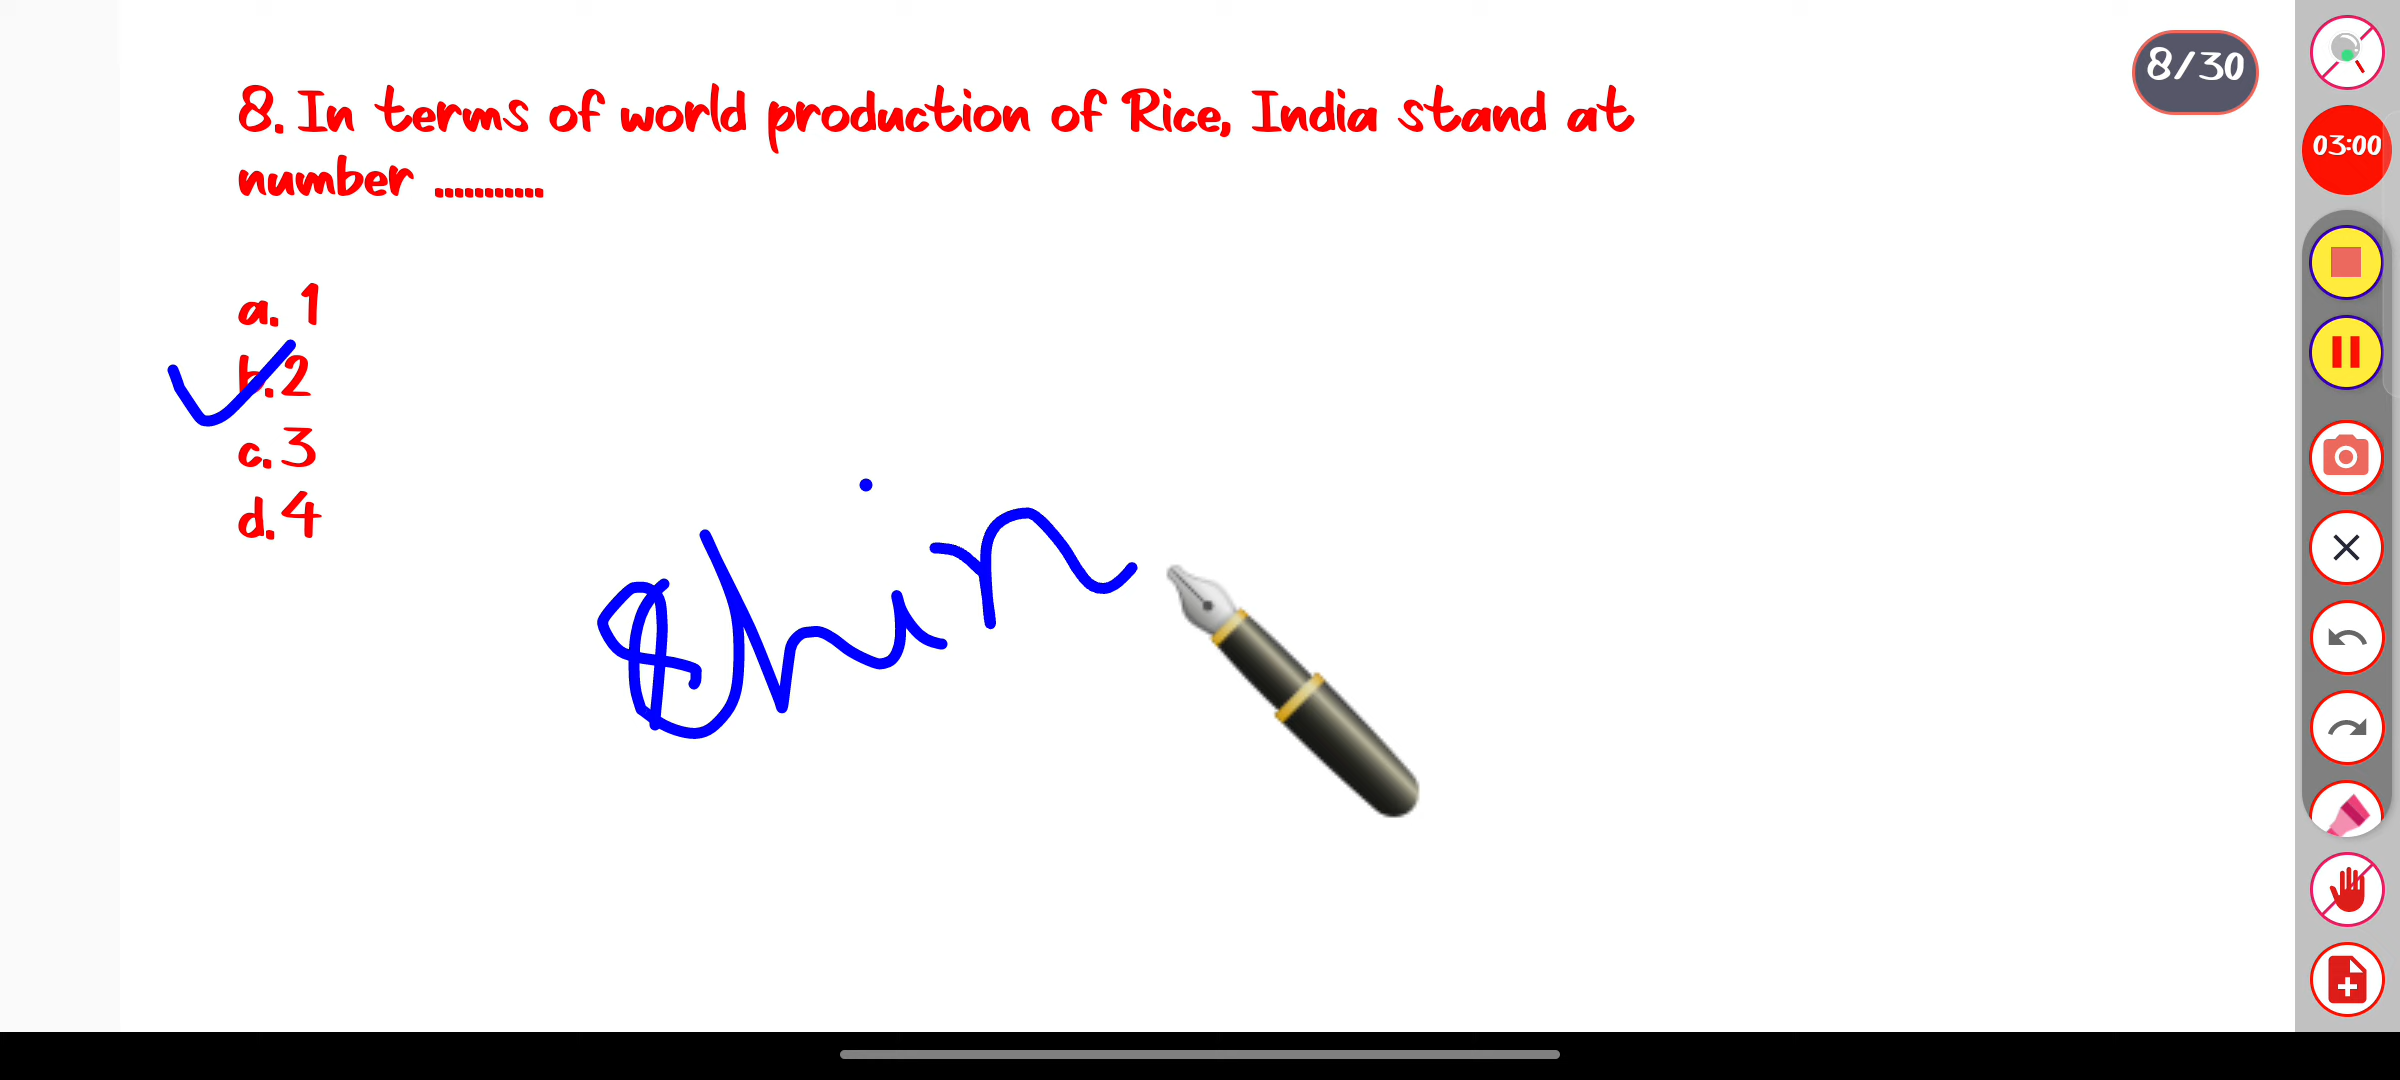 8. In terms of world production of Rice, India stand at
number ...........
a. 1
b. 2
c. 3
d. 4
8/30
03:00